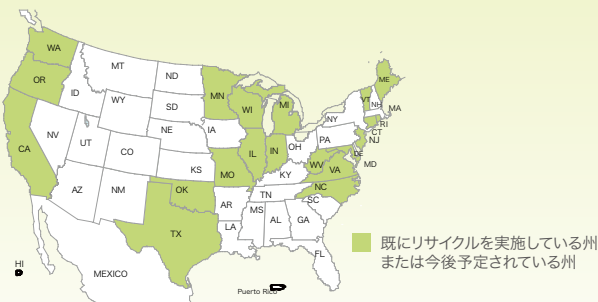 WA
MT
ND
MN
ME
OR
ID
WY
SD
WI
MI
VT
NH
MA
NY
RI
CT
NJ
NV
UT
CO
NE
IA
IL
IN
OH
PA
DE
MD
CA
KS
MO
KY
WV
VA
AZ
NM
OK
AR
TN
NC
SC
TX
LA
MS
AL
GA
FL
HI
MEXICO
Puerto Rico
既にリサイクルを実施している州
または今後予定されている州